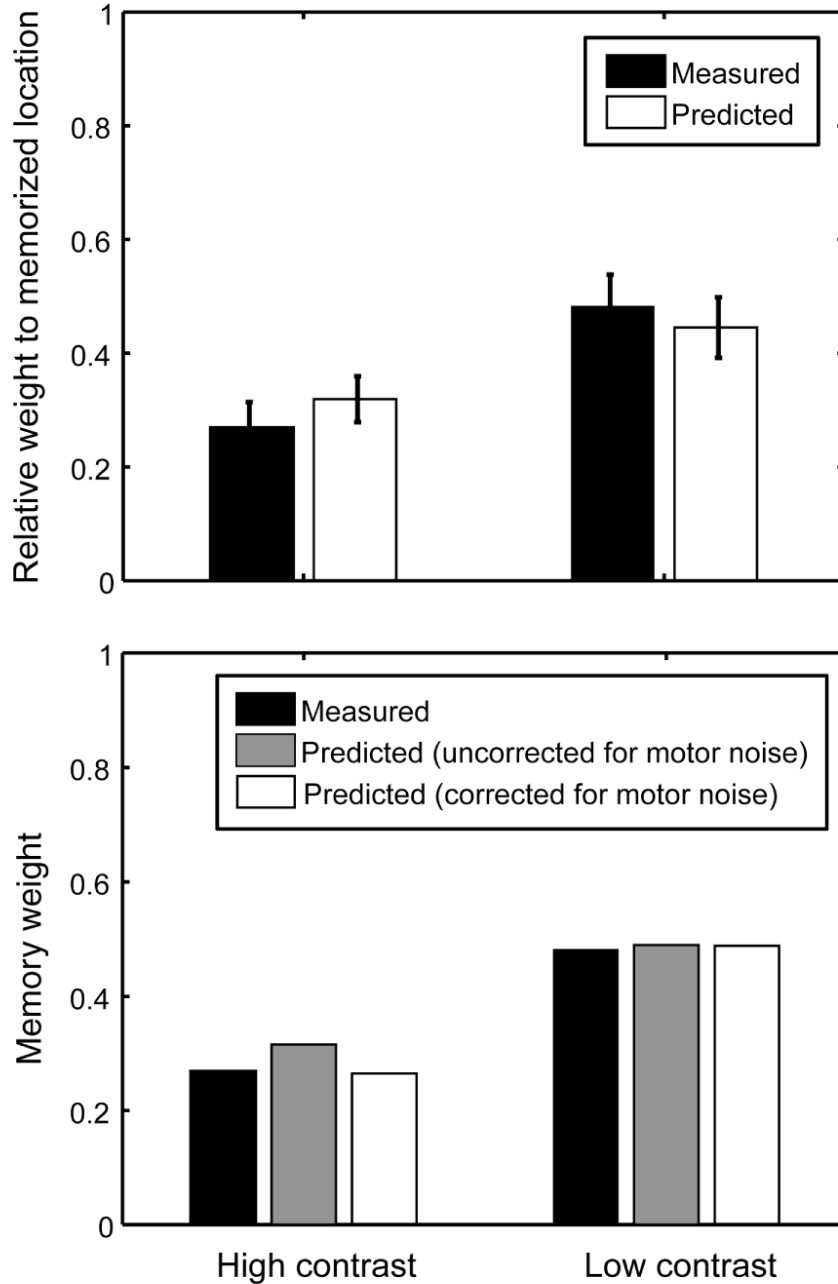 Relative weight to memorized location
1
0.8
0.6
0.4
0.2
0
Measured
Predicted
Memory weight
1
0.8
0.6
0.4
0.2
0
Measured
Predicted (uncorrected for motor noise)
Predicted (corrected for motor noise)
High contrast
Low contrast